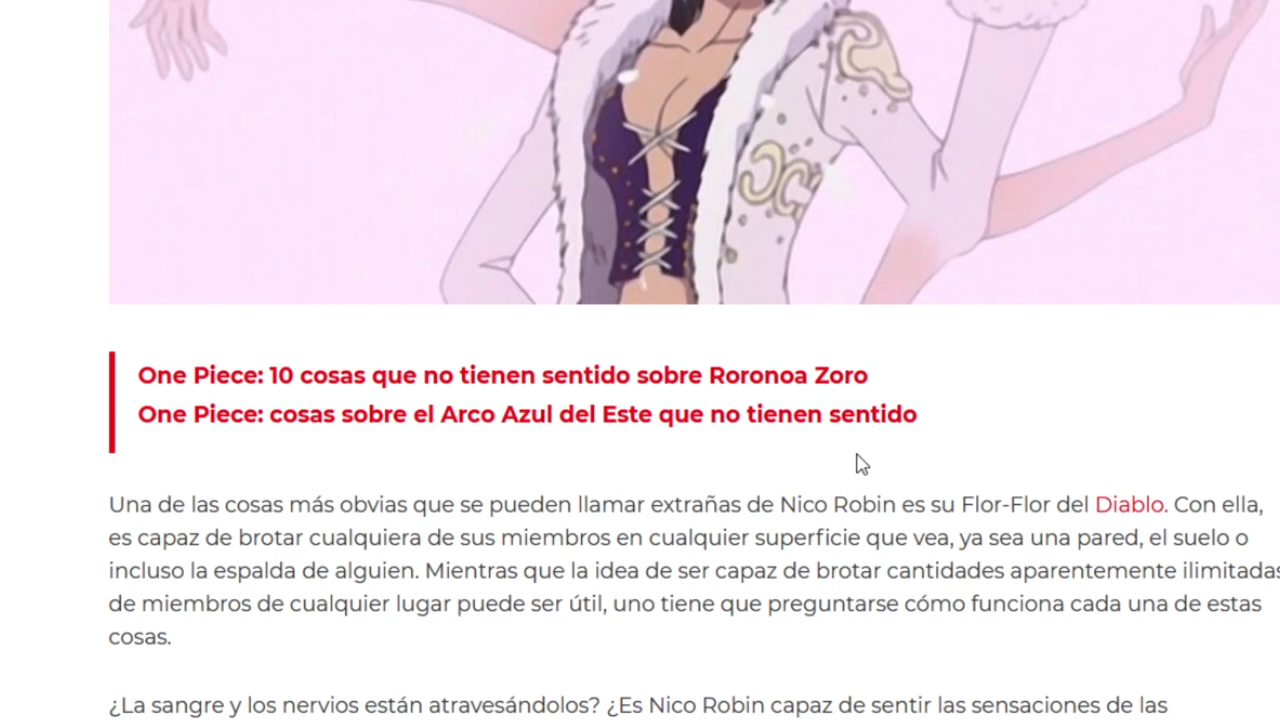 One Piece: 10 cosas que no tienen sentido sobre Roronoa Zoro
One Piece: cosas sobre el Arco Azul del Este que no tienen sentido
Una de las cosas más obvias que se pueden llamar extrañas de Nico Robin es su Flor-Flor del Diablo. Con ella,
es capaz de brotar cualquiera de sus miembros en cualquier superficie que vea, ya sea una pared, el suelo o
incluso la espalda de alguien. Mientras que la idea de ser capaz de brotar cantidades aparentemente ilimitadas
de miembros de cualquier lugar puede ser útil, uno tiene que preguntarse cómo funciona cada una de estas
cosas.
¿La sangre y los nervios están atravesándolos? ¿Es Nico Robin capaz de sentir las sensaciones de las